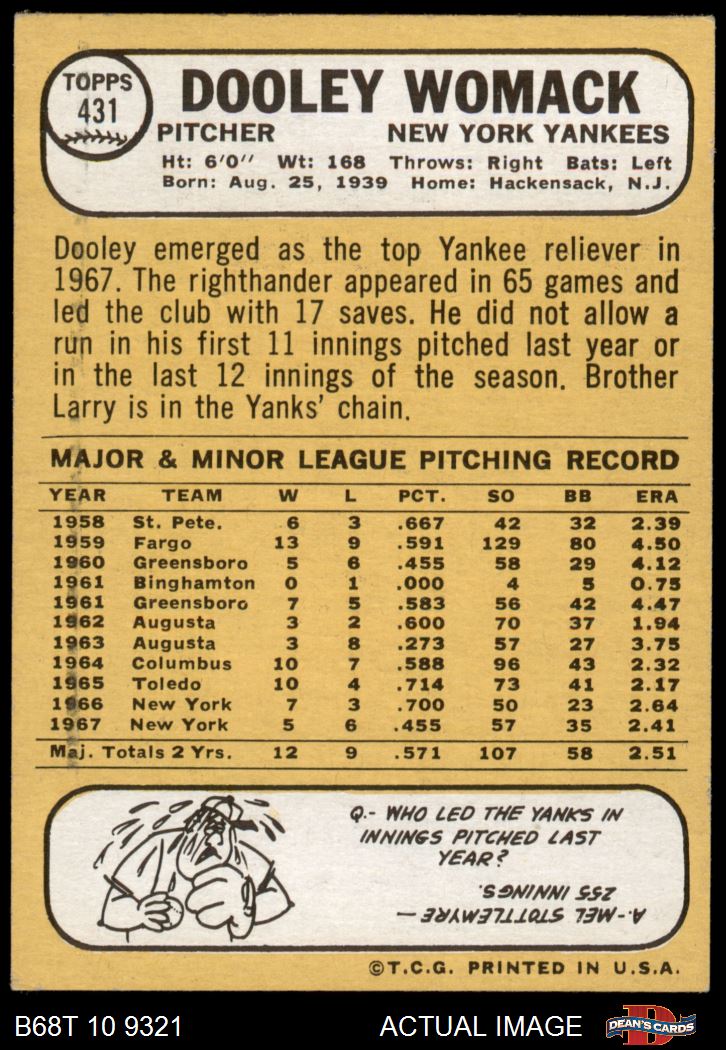 TOPPS
431
DOOLEY WOMACK
PITCHER NEW YORK YANKEES
Ht: 6'0" Wt: 168 Throws: Right Bats: Left
Born: Aug. 25, 1939 Home: Hackensack, N.J.
Dooley emerged as the top Yankee reliever in
1967. The righthander appeared in 65 games and
led the club with 17 saves. He did not allow a
run in his first 11 innings pitched last year or
in the last 12 innings of the season. Brother
Larry is in the Yanks' chain.
MAJOR & MINOR LEAGUE PITCHING RECORD
YEAR TEAM W L PCT. SO BB ERA
1958 St. Pete. 6 3 .667 42 32 2.39
1959 Fargo 13 9 .591 129 80 4.50
1960 Greensboro 5 6 .455 58 29 4.12
1961 Binghamton 0 1 .000 4 5 0.75
1961 Greensboro 7 5 .583 56 42 4.47
1962 Augusta 3 2 .600 70 37 1.94
1963 Augusta 3 8 .273 57 27 3.75
1964 Columbus 10 7 .588 96 43 2.32
1965 Toledo 10 4 .714 73 41 2.17
1966 New York 7 3 .700 50 23 2.64
1967 New York 5 6 .455 57 35 2.41
Maj. Totals 2 Yrs. 12 9 .571 107 58 2.51
Q.- WHO LED THE YANKS IN
INNINGS PITCHED LAST
YEAR?
A.- MEL STOTTLEMYRE —
255 INNINGS.
©T.C.G. PRINTED IN U.S.A.
B68T 10 9321 ACTUAL IMAGE D DEAN'S CARDS